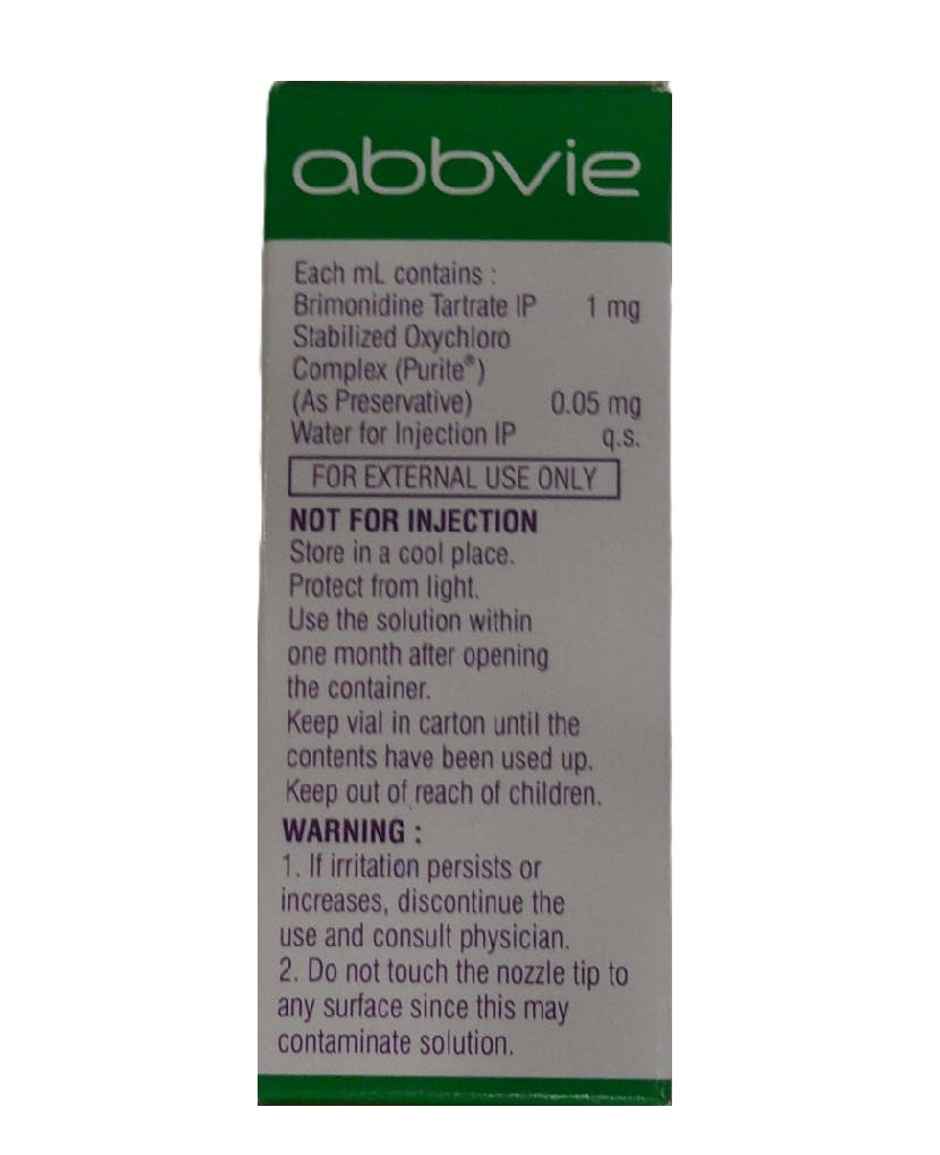 abbvie
Each mL contains :
Brimonidine Tartrate IP 1 mg
Stabilized Oxychloro
Complex (Purite®)
(As Preservative) 0.05 mg
Water for Injection IP q.s.
FOR EXTERNAL USE ONLY
NOT FOR INJECTION
Store in a cool place.
Protect from light.
Use the solution within
one month after opening
the container.
Keep vial in carton until the
contents have been used up.
Keep out of reach of children.
WARNING :
1. If irritation persists or
increases, discontinue the
use and consult physician.
2. Do not touch the nozzle tip to
any surface since this may
contaminate solution.